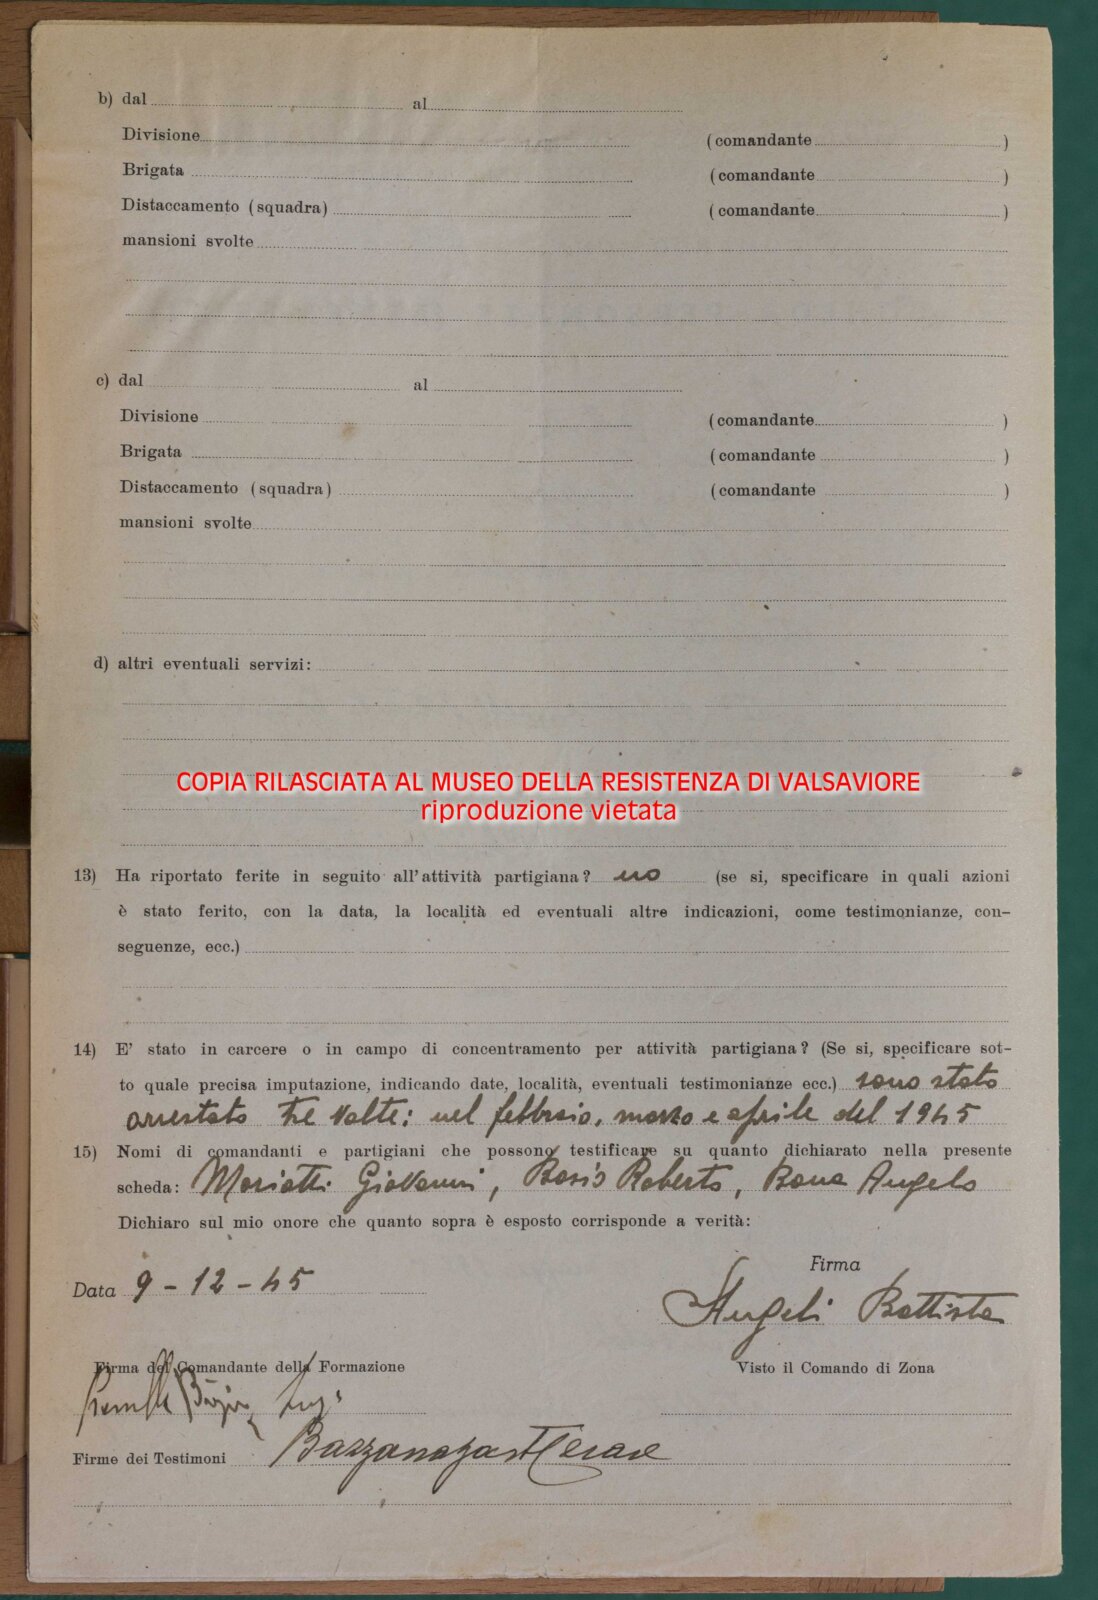 b) dal al
Divisione (comandante )
Brigata (comandante )
Distaccamento (squadra) (comandante )
mansioni svolte
c) dal al
Divisione (comandante )
Brigata (comandante )
Distaccamento (squadra) (comandante )
mansioni svolte
d) altri eventuali servizi:
COPIA RILASCIATA AL MUSEO DELLA RESISTENZA DI VALSAVIORE
riproduzione vietata
13) Ha riportato ferite in seguito all'attività partigiana? no (se si, specificare in quali azioni
è stato ferito, con la data, la località ed eventuali altre indicazioni, come testimonianze, con-
seguenze, ecc.)
14) E' stato in carcere o in campo di concentramento per attività partigiana? (Se si, specificare sot-
to quale precisa imputazione, indicando date, località, eventuali testimonianze ecc.) sono stato
arrestato tre volte: nel febbraio, marzo e aprile del 1945
15) Nomi di comandanti e partigiani che possono testificare su quanto dichiarato nella presente
scheda: Mariotti Giovanni, Boris Roberto, Bona Angelo
Dichiaro sul mio onore che quanto sopra è esposto corrisponde a verità:
Firma
Data 9-12-45
Angeli Battista
Firma del Comandante della Formazione Visto il Comando di Zona
Firme dei Testimoni Bazzana